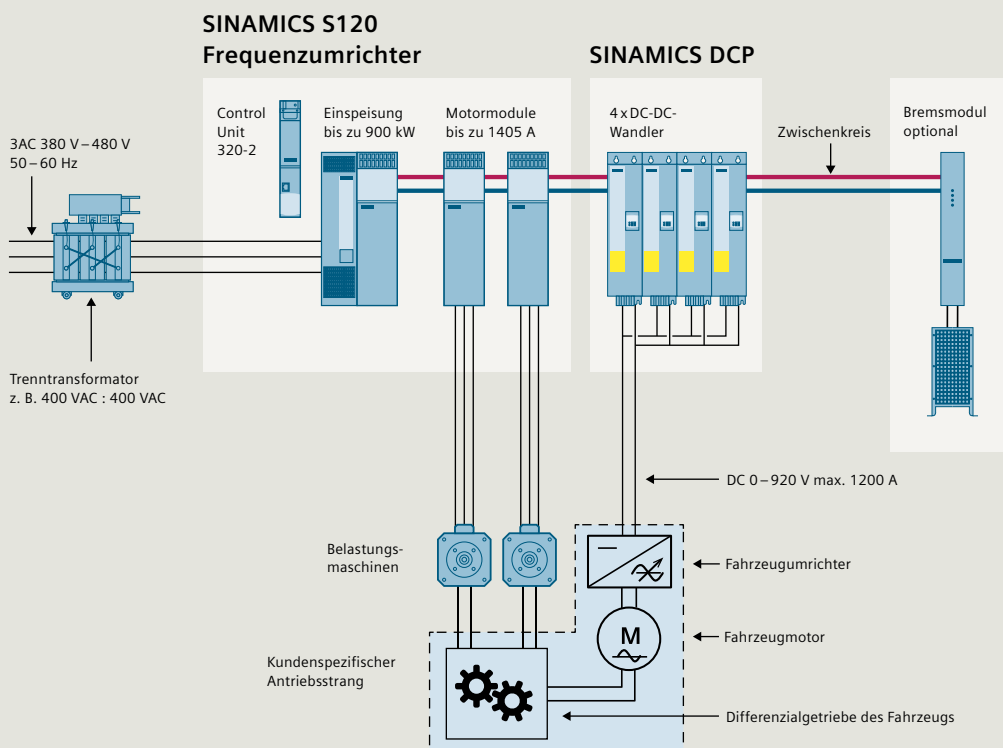 SINAMICS S120
Frequenzumrichter
SINAMICS DCP
Control
Unit
320-2
Einspeisung
bis zu 900 kW
Motormodule
bis zu 1405 A
4 x DC-DC-
Wandler
Zwischenkreis
Bremsmodul
optional
3AC 380 V – 480 V
50 – 60 Hz
Trenntransformator
z. B. 400 VAC : 400 VAC
DC 0 – 920 V max. 1200 A
Belastungs-
maschinen
Fahrzeugumrichter
M
Fahrzeugmotor
Kundenspezifischer
Antriebsstrang
Differenzialgetriebe des Fahrzeugs